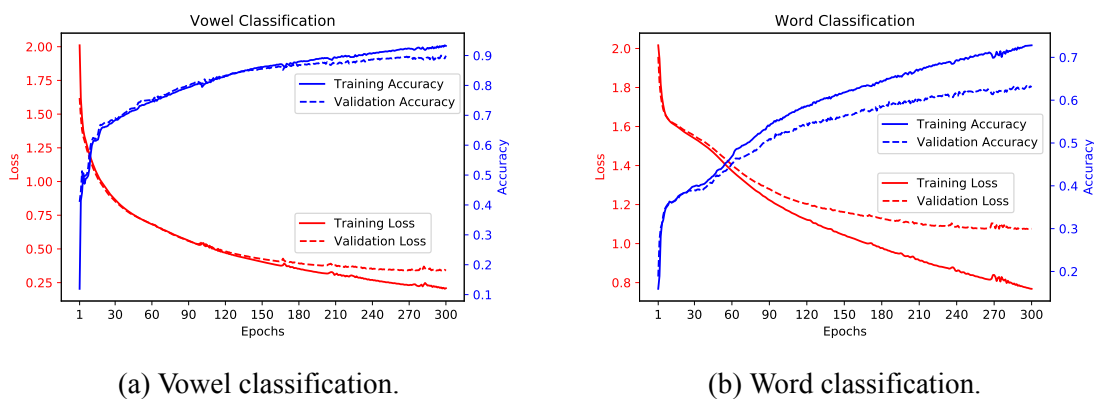 Vowel Classification
2.00
1.75
1.50
1.25
1.00
0.75
0.50
0.25
Loss
0.9
0.8
0.7
0.6
0.5
0.4
0.3
0.2
0.1
Accuracy
Training Accuracy
Validation Accuracy
Training Loss
Validation Loss
1 30 60 90 120 150 180 210 240 270 300
Epochs
(a) Vowel classification.
Word Classification
2.0
1.8
1.6
1.4
1.2
1.0
0.8
Loss
0.7
0.6
0.5
0.4
0.3
0.2
Accuracy
Training Accuracy
Validation Accuracy
Training Loss
Validation Loss
1 30 60 90 120 150 180 210 240 270 300
Epochs
(b) Word classification.